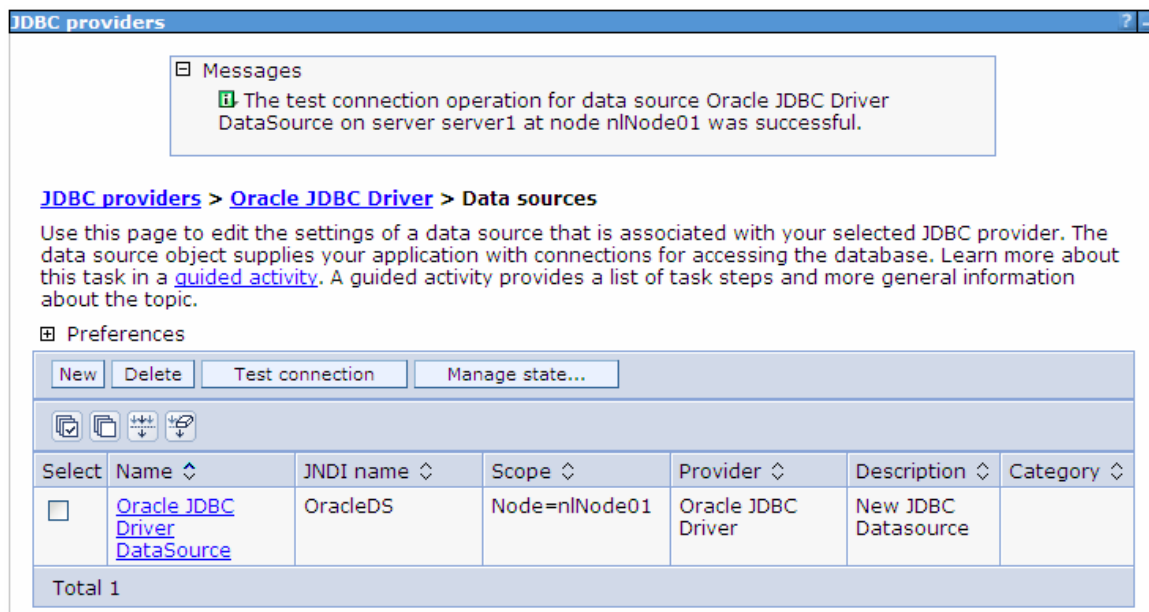 JDBC providers ? -
Messages
The test connection operation for data source Oracle JDBC Driver
DataSource on server server1 at node nlNode01 was successful.
JDBC providers > Oracle JDBC Driver > Data sources
Use this page to edit the settings of a data source that is associated with your selected JDBC provider. The
data source object supplies your application with connections for accessing the database. Learn more about
this task in a guided activity. A guided activity provides a list of task steps and more general information
about the topic.
Preferences
New Delete Test connection Manage state...
Select Name JNDI name Scope Provider Description Category
Oracle JDBC OracleDS Node=nlNode01 Oracle JDBC New JDBC
Driver Driver Datasource
DataSource
Total 1